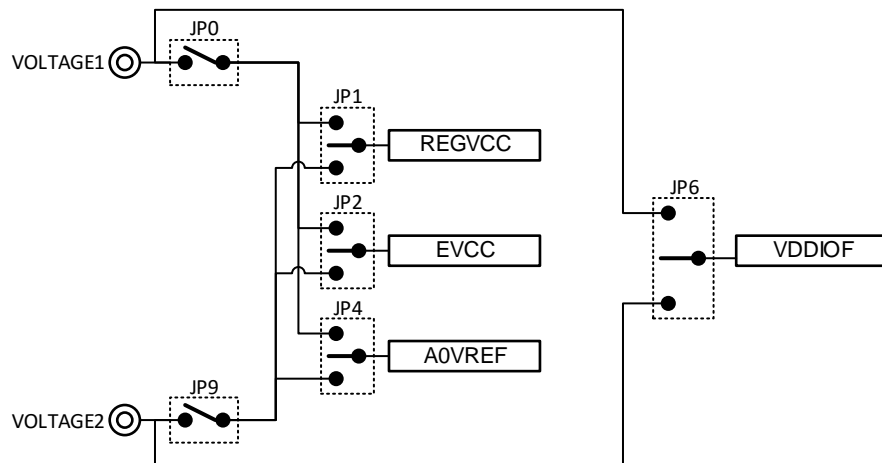 JP0
VOLTAGE1
JP1
REGVCC
JP6
JP2
EVCC
VDDIOF
JP4
A0VREF
JP9
VOLTAGE2